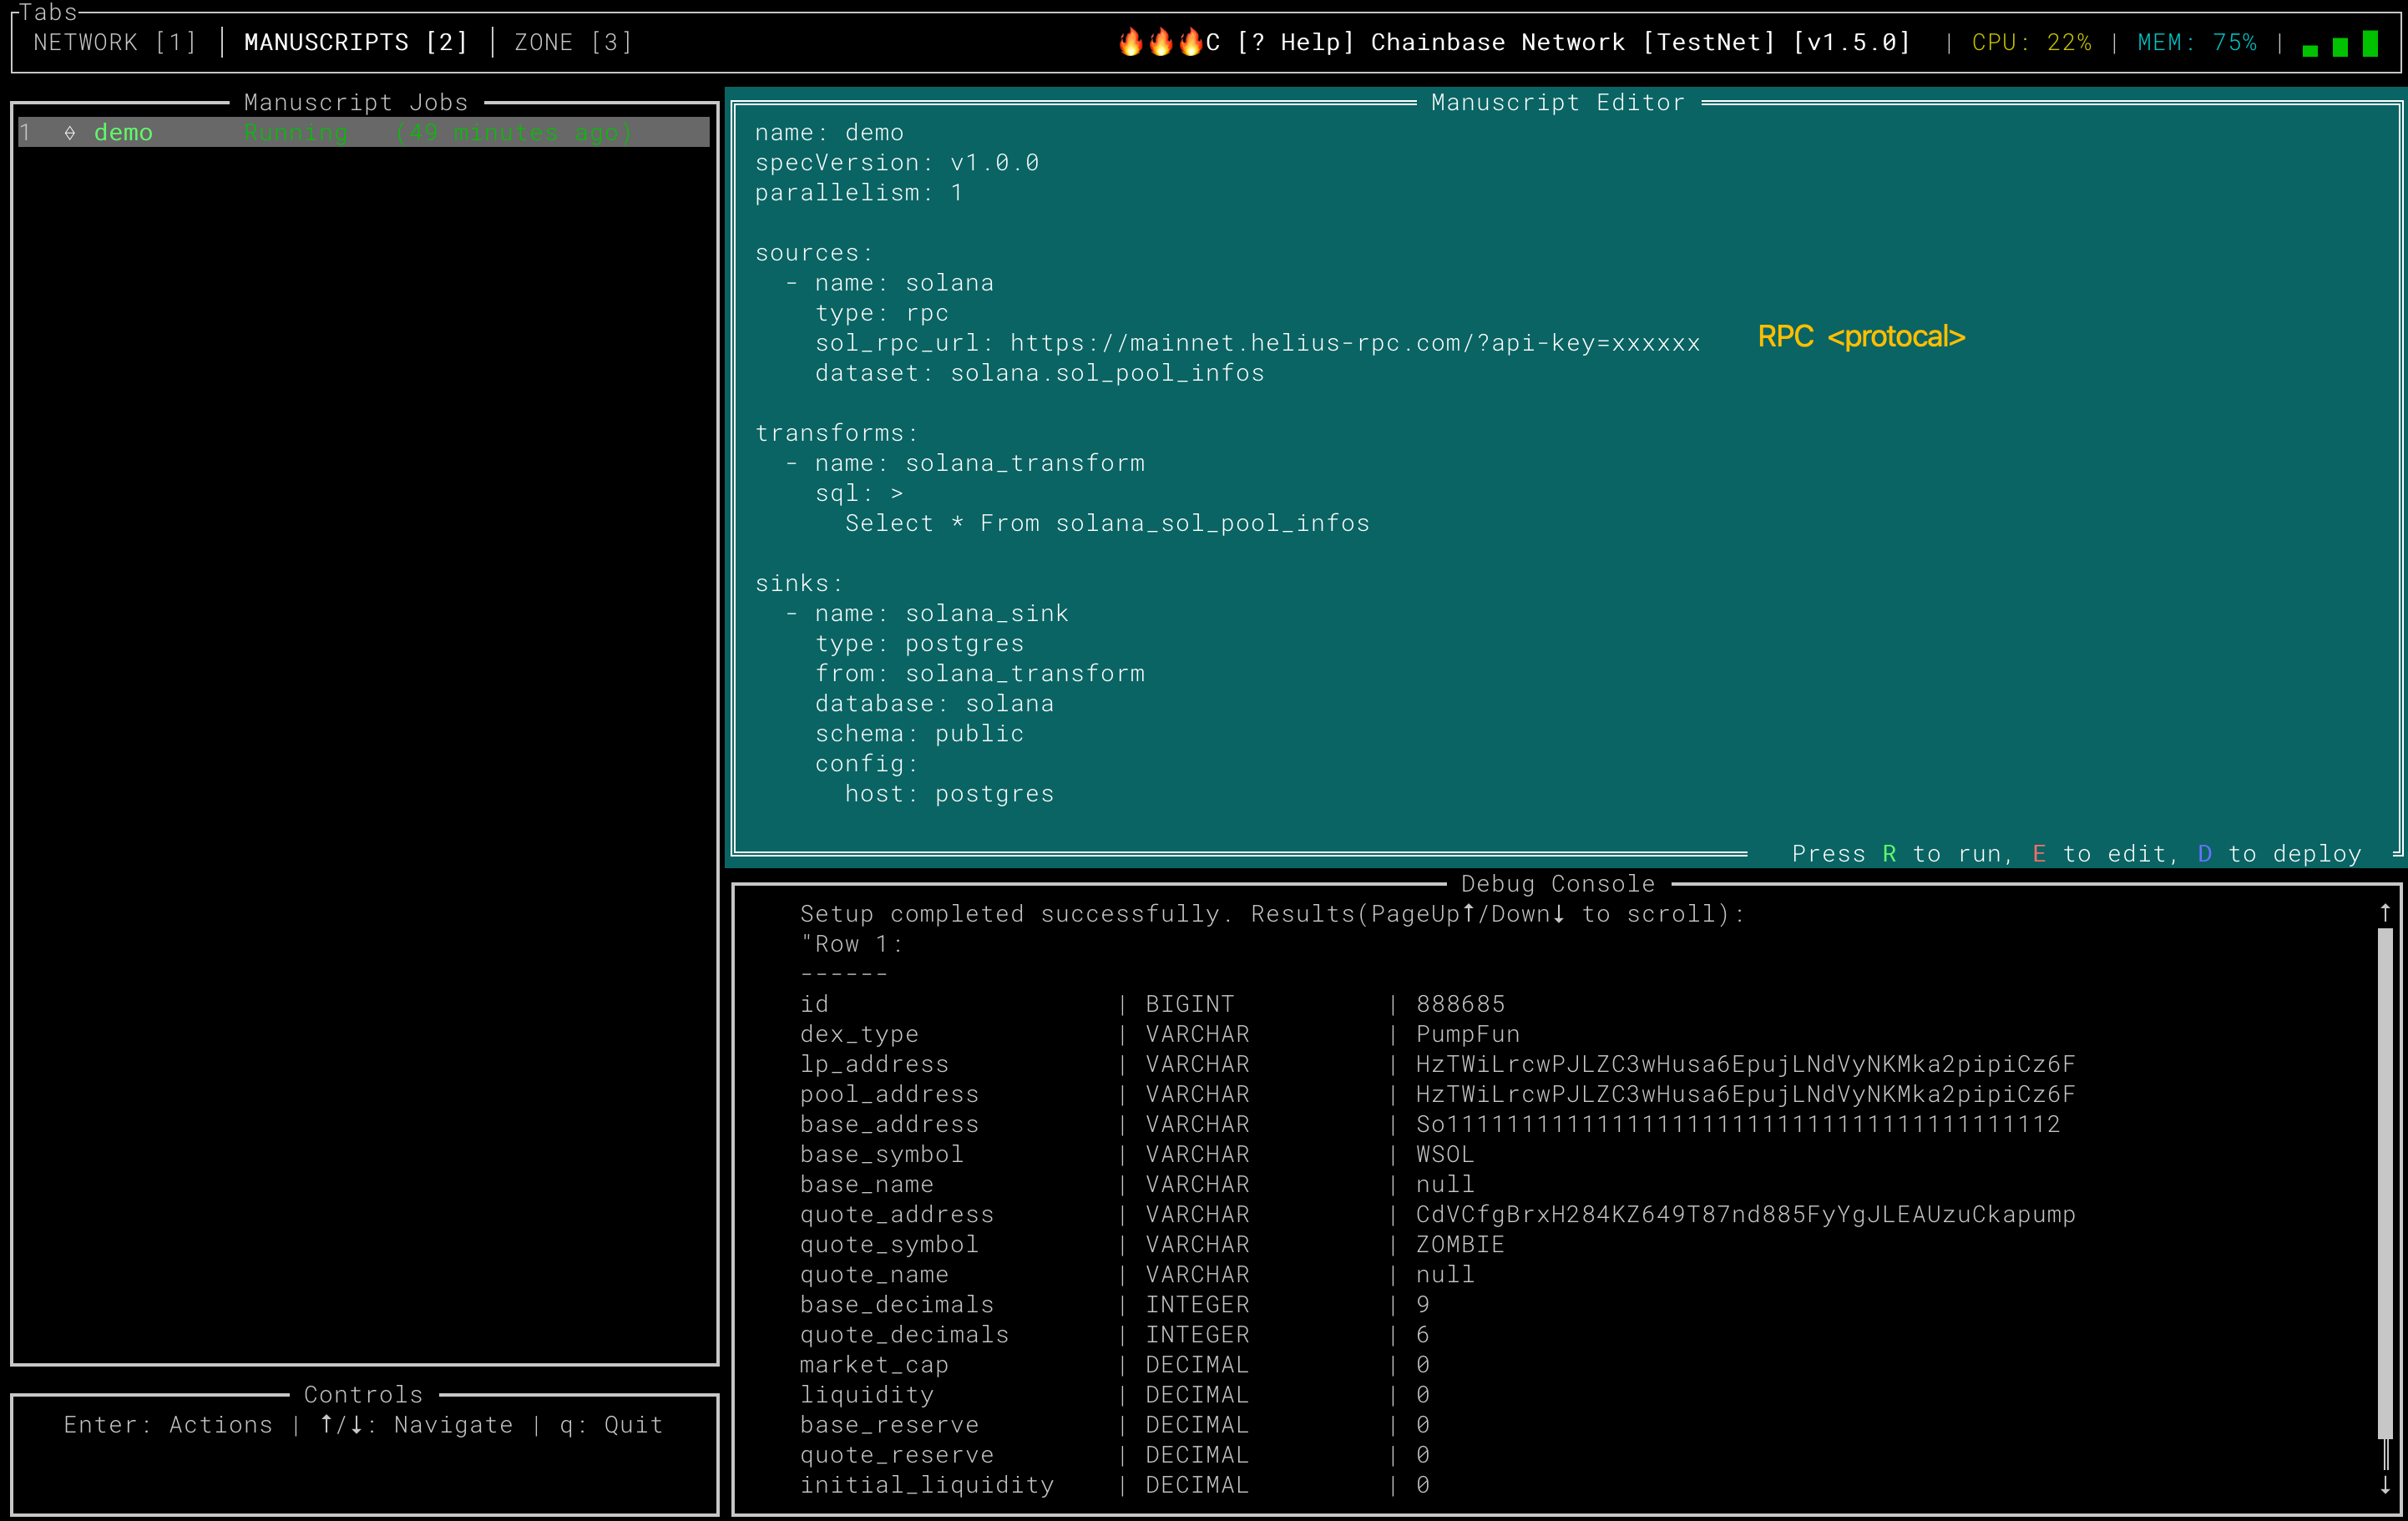 Tabs
NETWORK [1] │ MANUSCRIPTS [2] │ ZONE [3]
🔥🔥🔥C [? Help] Chainbase Network [TestNet] [v1.5.0] | CPU: 22% | MEM: 75% |
Manuscript Jobs
1 demo Running (49 minutes ago)
Manuscript Editor
name: demo
specVersion: v1.0.0
parallelism: 1
sources:
- name: solana
type: rpc
sol_rpc_url: https://mainnet.helius-rpc.com/?api-key=xxxxxx
RPC <protocal>
dataset: solana.sol_pool_infos
transforms:
- name: solana_transform
sql: >
Select * From solana_sol_pool_infos
sinks:
- name: solana_sink
type: postgres
from: solana_transform
database: solana
schema: public
config:
host: postgres
Press R to run, E to edit, D to deploy
Debug Console
Setup completed successfully. Results(PageUp↑/Down↓ to scroll):
"Row 1:
------
id | BIGINT | 888685
dex_type | VARCHAR | PumpFun
lp_address | VARCHAR | HzTWiLrcwPJLZC3wHusa6EpujLNdVyNKMka2pipiCz6F
pool_address | VARCHAR | HzTWiLrcwPJLZC3wHusa6EpujLNdVyNKMka2pipiCz6F
base_address | VARCHAR | So11111111111111111111111111111111111111112
base_symbol | VARCHAR | WSOL
base_name | VARCHAR | null
quote_address | VARCHAR | CdVCfgBrxH284KZ649T87nd885FyYgJLEAUzuCkapump
quote_symbol | VARCHAR | ZOMBIE
quote_name | VARCHAR | null
base_decimals | INTEGER | 9
quote_decimals | INTEGER | 6
market_cap | DECIMAL | 0
liquidity | DECIMAL | 0
base_reserve | DECIMAL | 0
quote_reserve | DECIMAL | 0
initial_liquidity | DECIMAL | 0
Controls
Enter: Actions | ↑/↓: Navigate | q: Quit